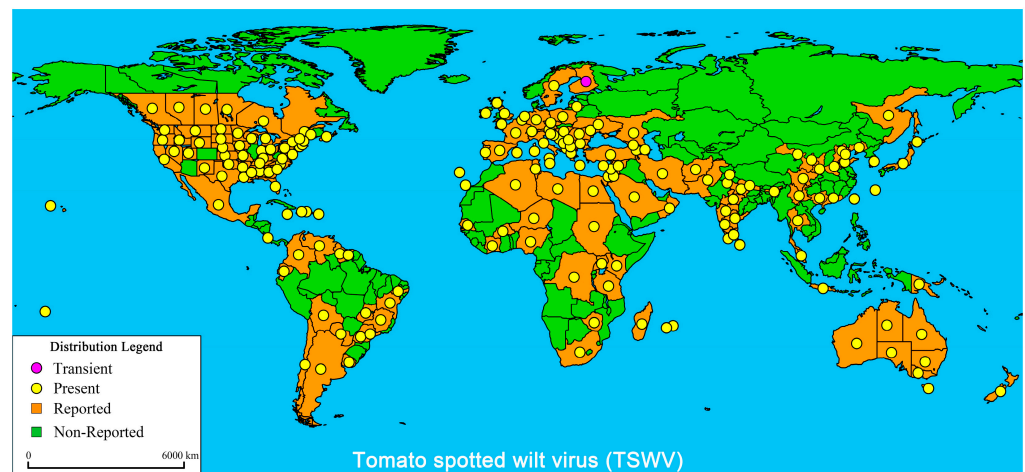 Distribution Legend
Transient
Present
Reported
Non-Reported
0 6000 km
Tomato spotted wilt virus (TSWV)